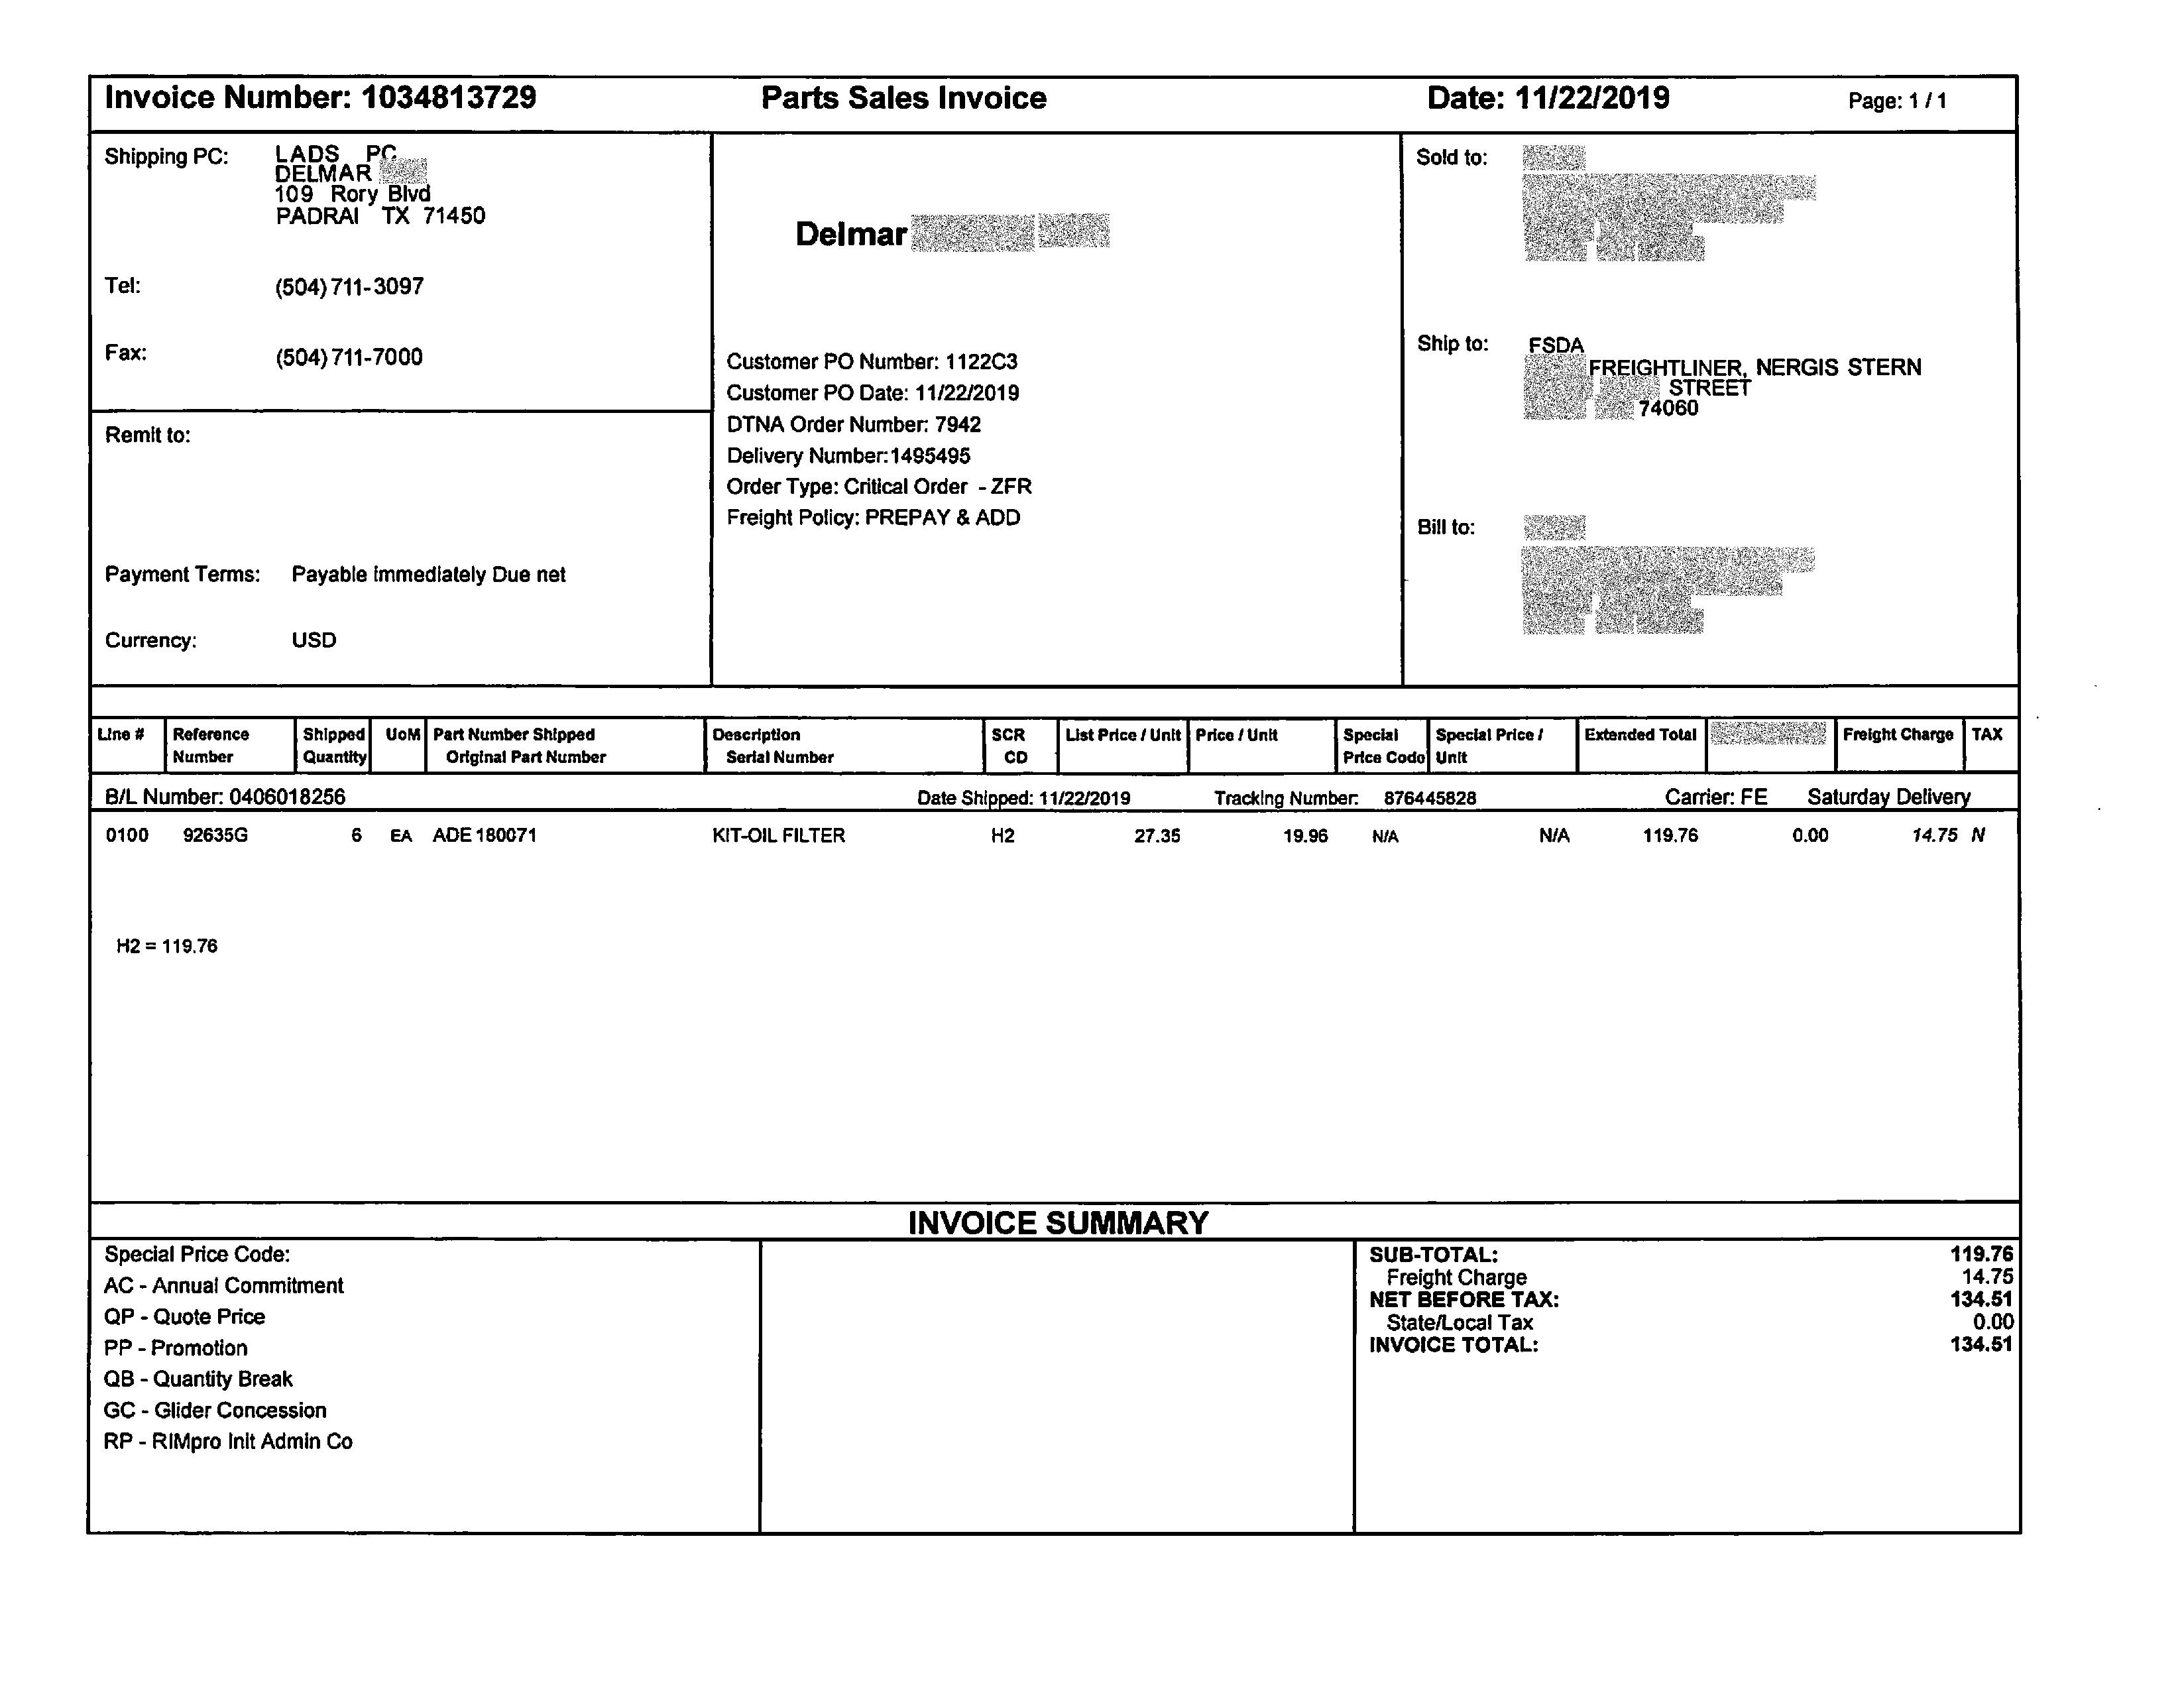 Invoice Number: 1034813729 Parts Sales Invoice Date: 11/22/2019 Page: 1 / 1
Shipping PC: LADS PC
DELMAR
109 Rory Blvd
PADRAI TX 71450
Tel: (504) 711-3097
Fax: (504) 711-7000
Remit to:
Payment Terms: Payable immediately Due net
Currency: USD
Delmar
Customer PO Number: 1122C3
Customer PO Date: 11/22/2019
DTNA Order Number: 7942
Delivery Number:1495495
Order Type: Critical Order - ZFR
Freight Policy: PREPAY & ADD
Sold to:
Ship to: FSDA
FREIGHTLINER, NERGIS STERN
STREET
74060
Bill to:
Line # Reference Shipped UoM Part Number Shipped Description SCR List Price / Unit Price / Unit Special Special Price / Extended Total Freight Charge TAX
Number Quantity Original Part Number Serial Number CD Price Code Unit
B/L Number: 0406018256 Date Shipped: 11/22/2019 Tracking Number: 876445828 Carrier: FE Saturday Delivery
0100 92635G 6 EA ADE180071 KIT-OIL FILTER H2 27.35 19.96 N/A N/A 119.76 0.00 14.75 N
H2 = 119.76
INVOICE SUMMARY
Special Price Code:
AC - Annual Commitment
QP - Quote Price
PP - Promotion
QB - Quantity Break
GC - Glider Concession
RP - RIMpro Init Admin Co
SUB-TOTAL: 119.76
Freight Charge 14.75
NET BEFORE TAX: 134.51
State/Local Tax 0.00
INVOICE TOTAL: 134.51